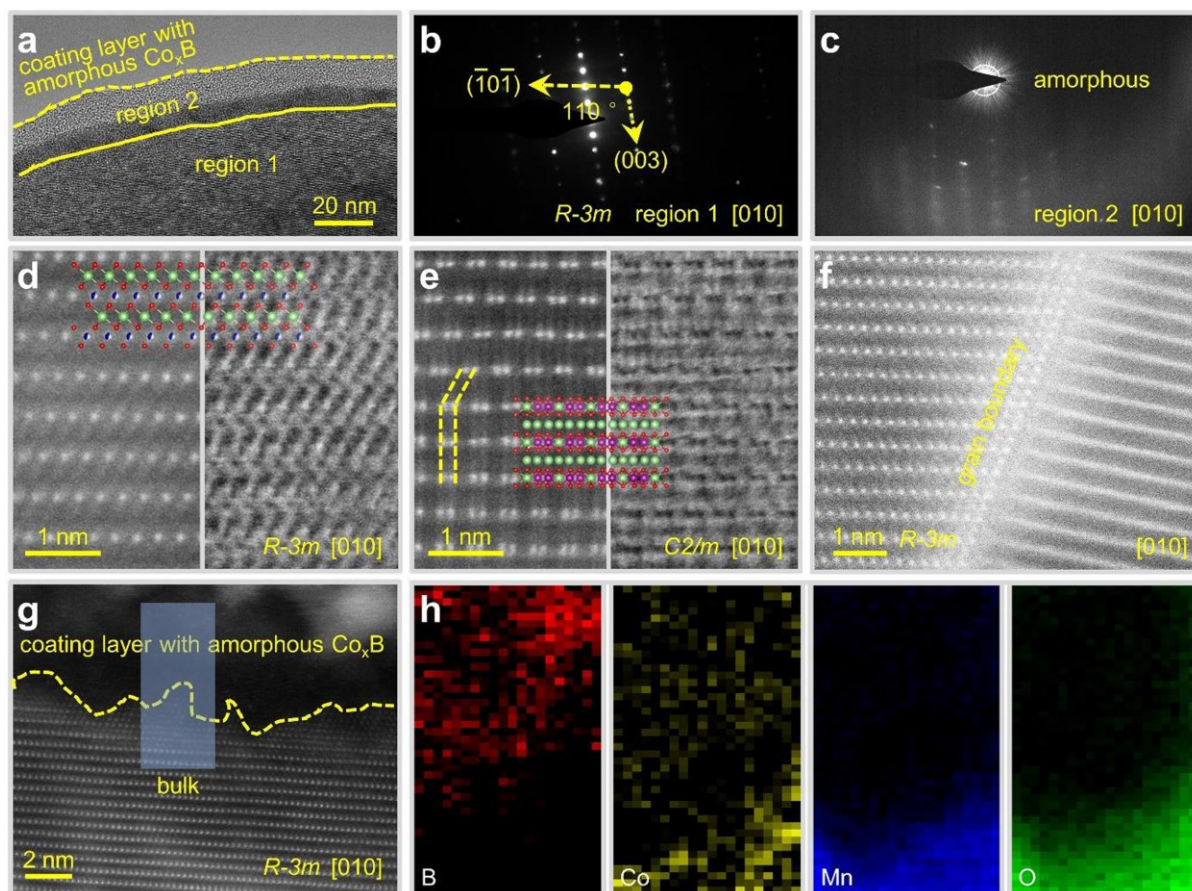 a
coating layer with
amorphous CoₓB
region 2
region 1
20 nm
b
(1̄01̄)
110 °
(003)
R-3m region 1 [010]
c
amorphous
region 2 [010]
d
1 nm
R-3m [010]
e
1 nm
C2/m [010]
f
grain boundary
1 nm
R-3m
[010]
g
coating layer with amorphous CoₓB
bulk
2 nm
R-3m [010]
h
B
Co
Mn
O